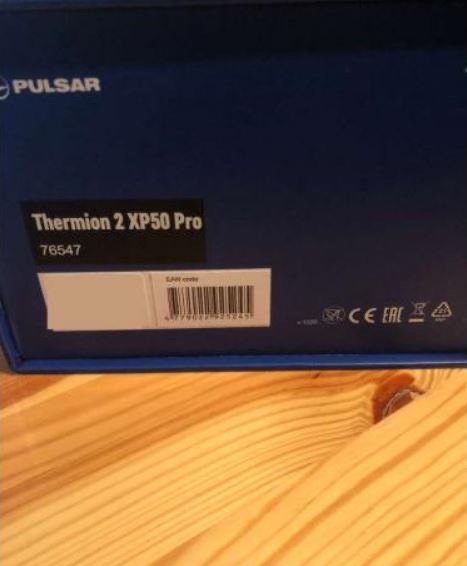 PULSAR
Thermion 2 XP50 Pro
76547
EAN code
CE EAC